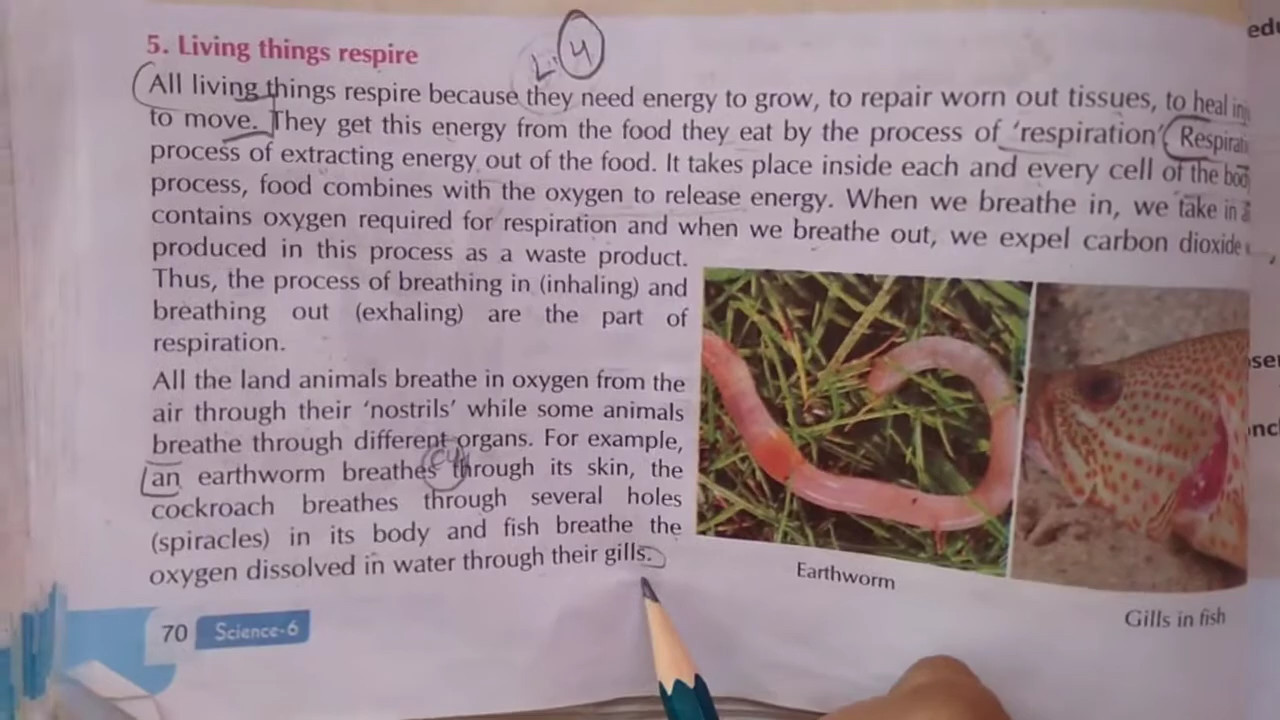 5. Living things respire
L. 4
All living things respire because they need energy to grow, to repair worn out tissues, to heal
to move. They get this energy from the food they eat by the process of 'respiration'.
process of extracting energy out of the food. It takes place inside each and every cell of the
process, food combines with the oxygen to release energy. When we breathe in, we take in
contains oxygen required for respiration and when we breathe out, we expel carbon dioxide
produced in this process as a waste product.
Thus, the process of breathing in (inhaling) and
breathing out (exhaling) are the part of
respiration.
All the land animals breathe in oxygen from the
air through their 'nostrils' while some animals
breathe through different organs. For example,
an earthworm breathes through its skin, the
cockroach breathes through several holes
(spiracles) in its body and fish breathe the
oxygen dissolved in water through their gills.
Earthworm
Gills in fish
70 Science-6